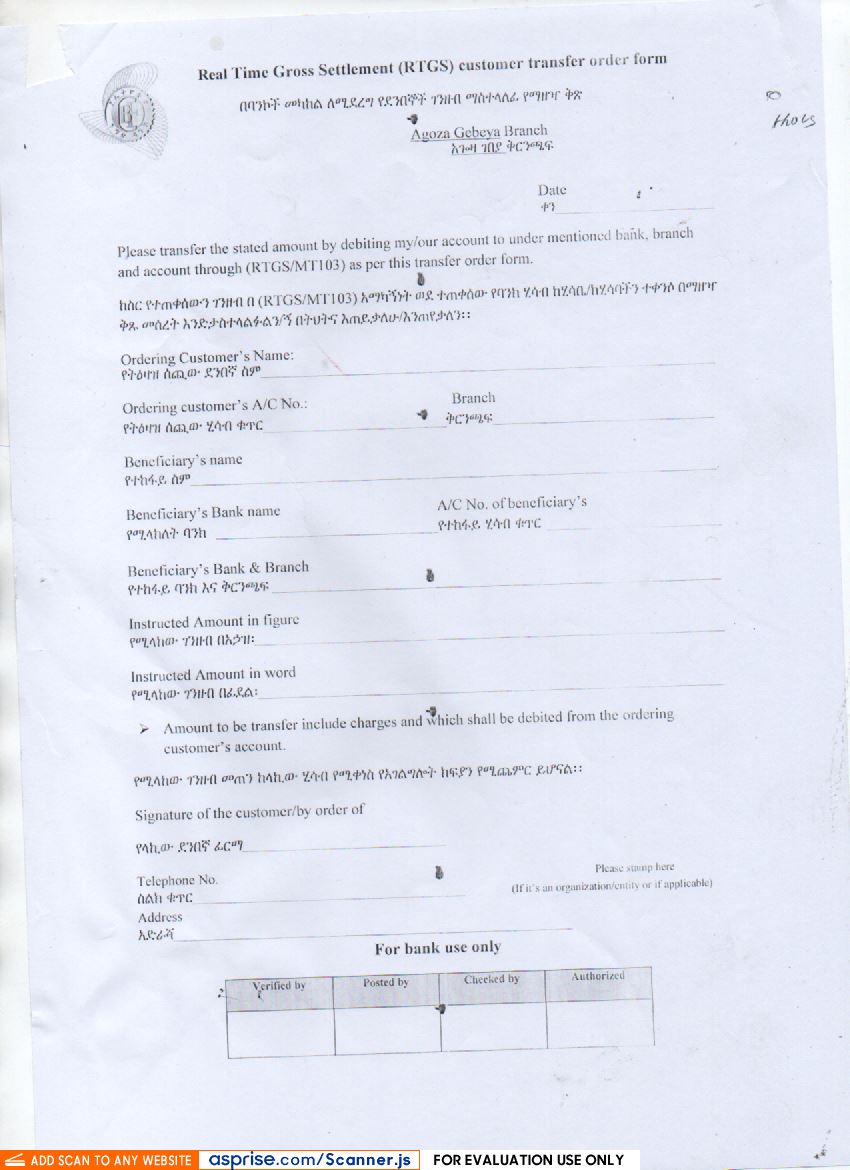 Real Time Gross Settlement (RTGS) customer transfer order form
በባንኮች መካከል ለሚደረግ የደንበኞች ገንዘብ ማስተላለፊ የማዘዣ ቅጽ
Agoza Gebeya Branch
አጎዛ ገበያ ቅርንጫፍ
Date
ቀን
Please transfer the stated amount by debiting my/our account to under mentioned bank, branch
and account through (RTGS/MT103) as per this transfer order form.
ከስር የተጠቀሰውን ገንዘብ በ (RTGS/MT103) አማካኝነት ወደ ተጠቀሰው የባንክ ሂሳብ ከሂሳቤ/ከሂሳባችን ተቀንሶ በማዘዣ
ቅጹ መሰረት እንድታስተላልፉልን/ኝ በትህትና እጠይቃለሁ/እንጠየቃለን፡፡
Ordering Customer's Name:
የትዕዛዝ ሰጪው ደንበኛ ስም
Ordering customer's A/C No.: Branch
የትዕዛዝ ሰጪው ሂሳብ ቁጥር ቅርንጫፍ
Beneficiary's name
የተከፋይ ስም
Beneficiary's Bank name A/C No. of beneficiary's
የሚላክለት ባንክ የተከፋይ ሂሳብ ቁጥር
Beneficiary's Bank & Branch
የተከፋይ ባንክ እና ቅርንጫፍ
Instructed Amount in figure
የሚላከው ገንዘብ በአኃዝ፡
Instructed Amount in word
የሚላከው ገንዘብ በፊደል፡
➢ Amount to be transfer include charges and which shall be debited from the ordering
customer's account.
የሚላከው ገንዘብ መጠን ከላኪው ሂሳብ የሚቀነስ የአገልግሎት ክፍያን የሚጨምር ይሆናል፡፡
Signature of the customer/by order of
የላኪው ደንበኛ ፊርማ
Telephone No.
ስልክ ቁጥር
Please stamp here
(If it's an organization/entity or if applicable)
Address
አድራሻ
For bank use only
Verified by Posted by Checked by Authorized
ADD SCAN TO ANY WEBSITE asprise.com/Scanner.js FOR EVALUATION USE ONLY